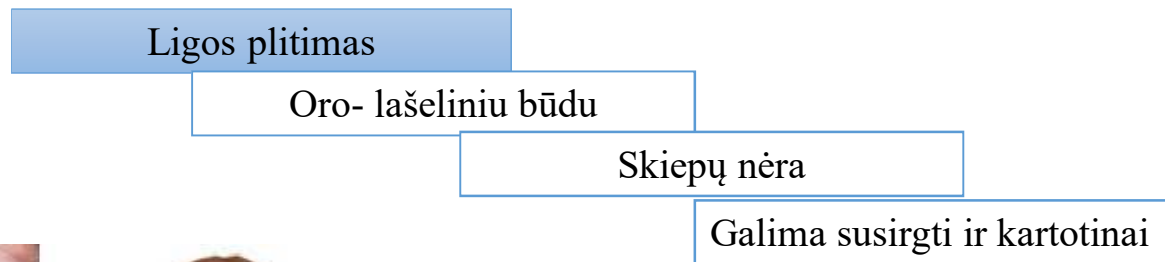 Ligos plitimas
Oro- lašeliniu būdu
Skiepų nėra
Galima susirgti ir kartotinai